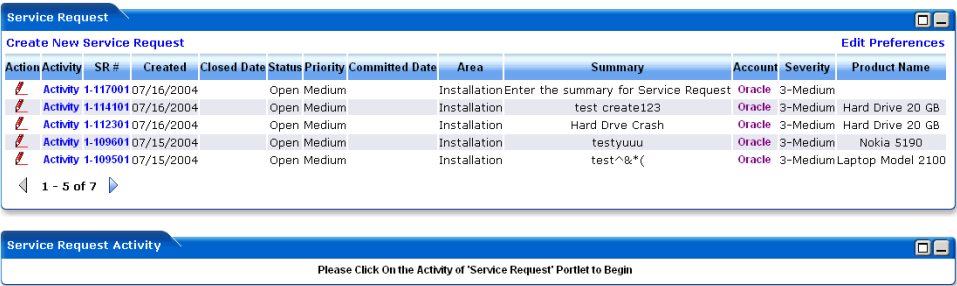 Service Request
Create New Service Request Edit Preferences
Action Activity SR # Created Closed Date Status Priority Committed Date Area Summary Account Severity Product Name
Activity 1-117001 07/16/2004 Open Medium Installation Enter the summary for Service Request Oracle 3-Medium
Activity 1-114101 07/16/2004 Open Medium Installation test create123 Oracle 3-Medium Hard Drive 20 GB
Activity 1-112301 07/16/2004 Open Medium Installation Hard Drve Crash Oracle 3-Medium Hard Drive 20 GB
Activity 1-109601 07/15/2004 Open Medium Installation testyuuu Oracle 3-Medium Nokia 5190
Activity 1-109501 07/15/2004 Open Medium Installation test^&*( Oracle 3-Medium Laptop Model 2100
1 - 5 of 7
Service Request Activity
Please Click On the Activity of 'Service Request' Portlet to Begin